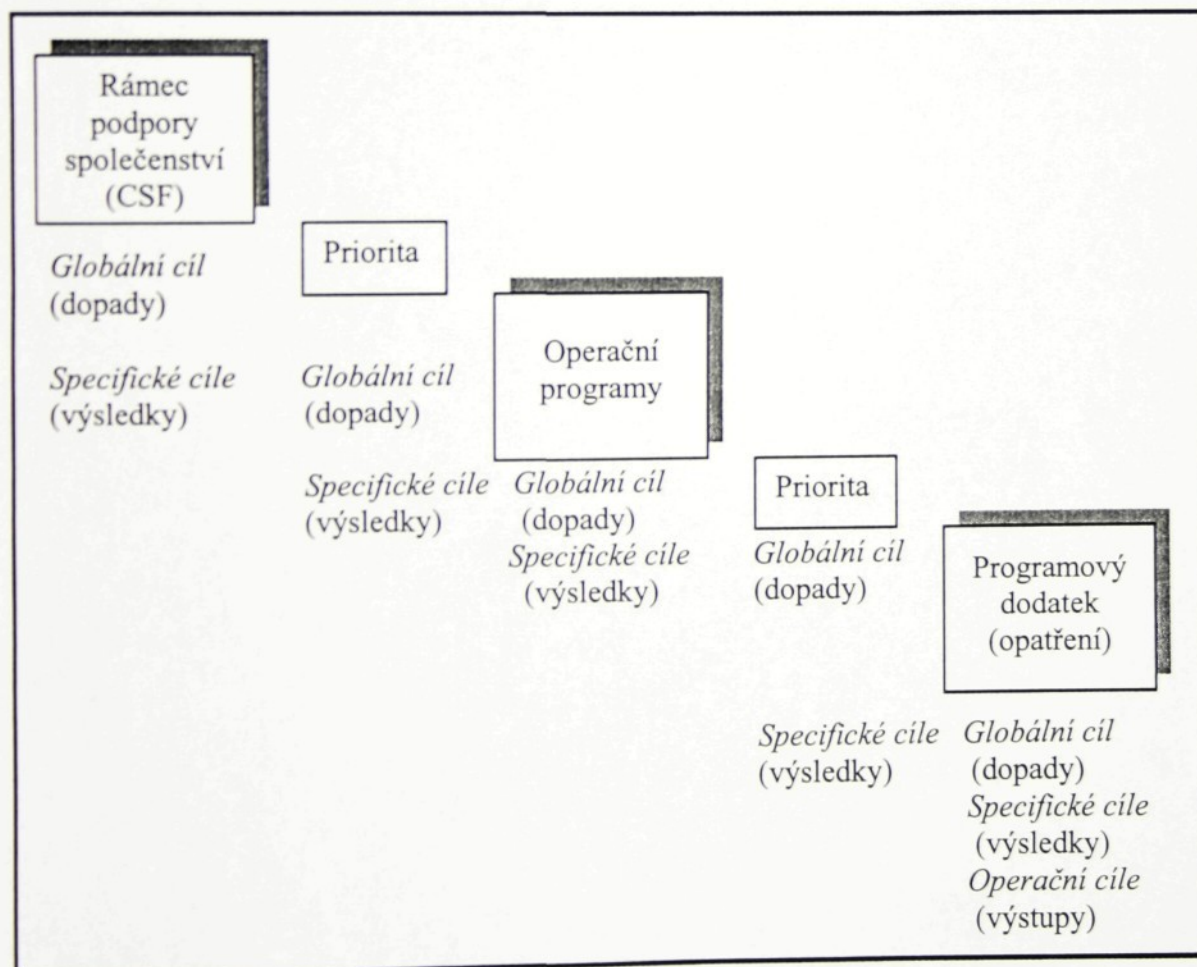 Rámec
podpory
společenství
(CSF)
Globální cíl
(dopady)
Specifické cíle
(výsledky)
Priorita
Globální cíl
(dopady)
Specifické cíle
(výsledky)
Operační
programy
Globální cíl
(dopady)
Specifické cíle
(výsledky)
Priorita
Globální cíl
(dopady)
Specifické cíle
(výsledky)
Programový
dodatek
(opatření)
Globální cíl
(dopady)
Specifické cíle
(výsledky)
Operační cíle
(výstupy)